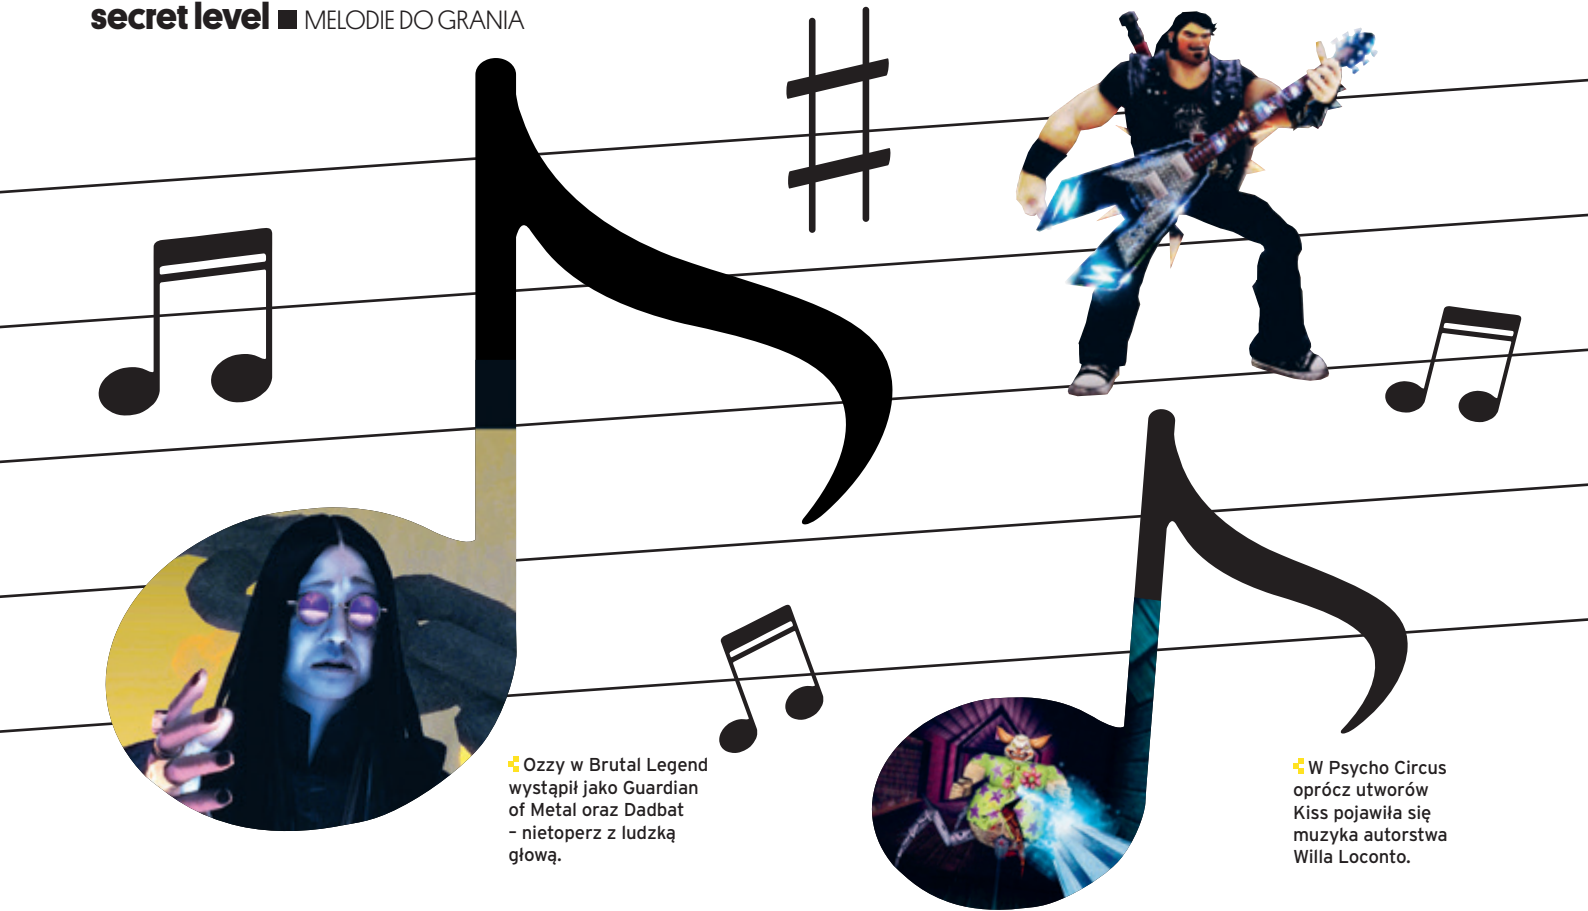 secret level ■ MELODIE DO GRANIA
Ozzy w Brutal Legend
wystąpił jako Guardian
of Metal oraz Dadbat
– nietoperz z ludzką
głową.
W Psycho Circus
oprócz utworów
Kiss pojawiła się
muzyka autorstwa
Willa Loconto.